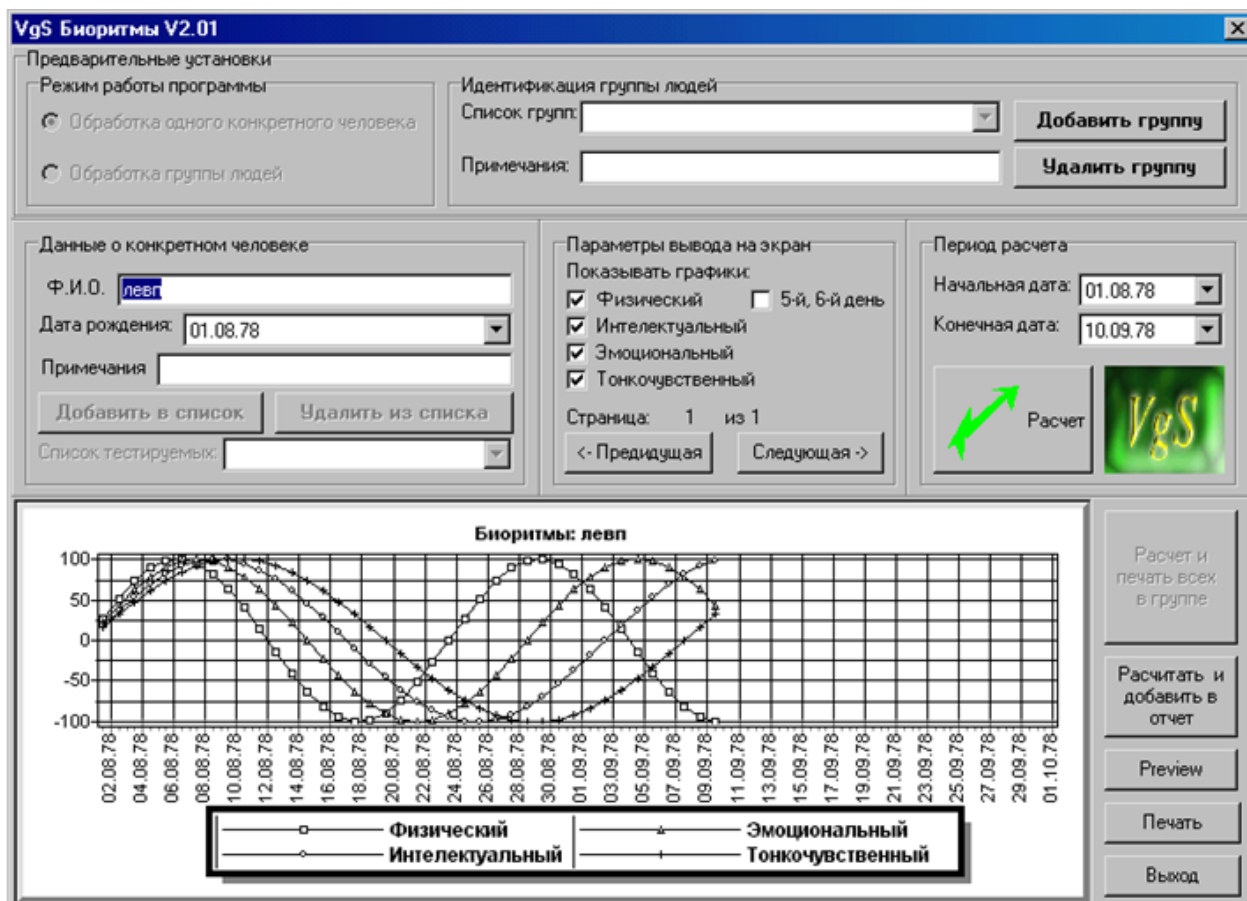 VgS Биоритмы V2.01
Предварительные установки
Режим работы программы
Обработка одного конкретного человека
Обработка группы людей
Идентификация группы людей
Список групп:
Добавить группу
Примечания:
Удалить группу
Данные о конкретном человеке
Ф.И.О. левп
Дата рождения: 01.08.78
Примечания
Добавить в список Удалить из списка
Список тестируемых:
Параметры вывода на экран
Показывать графики:
Физический 5-й, 6-й день
Интелектуальный
Эмоциональный
Тонкочувственный
Страница: 1 из 1
<- Предидущая Следующая ->
Период расчета
Начальная дата: 01.08.78
Конечная дата: 10.09.78
Расчет
VgS
Биоритмы: левп
100
50
0
-50
-100
02.08.78
04.08.78
06.08.78
08.08.78
10.08.78
12.08.78
14.08.78
16.08.78
18.08.78
20.08.78
22.08.78
24.08.78
26.08.78
28.08.78
30.08.78
01.09.78
03.09.78
05.09.78
07.09.78
09.09.78
11.09.78
13.09.78
15.09.78
17.09.78
19.09.78
21.09.78
23.09.78
25.09.78
27.09.78
29.09.78
01.10.78
Физический Эмоциональный
Интелектуальный Тонкочувственный
Расчет и
печать всех
в группе
Расчитать и
добавить в
отчет
Preview
Печать
Выход